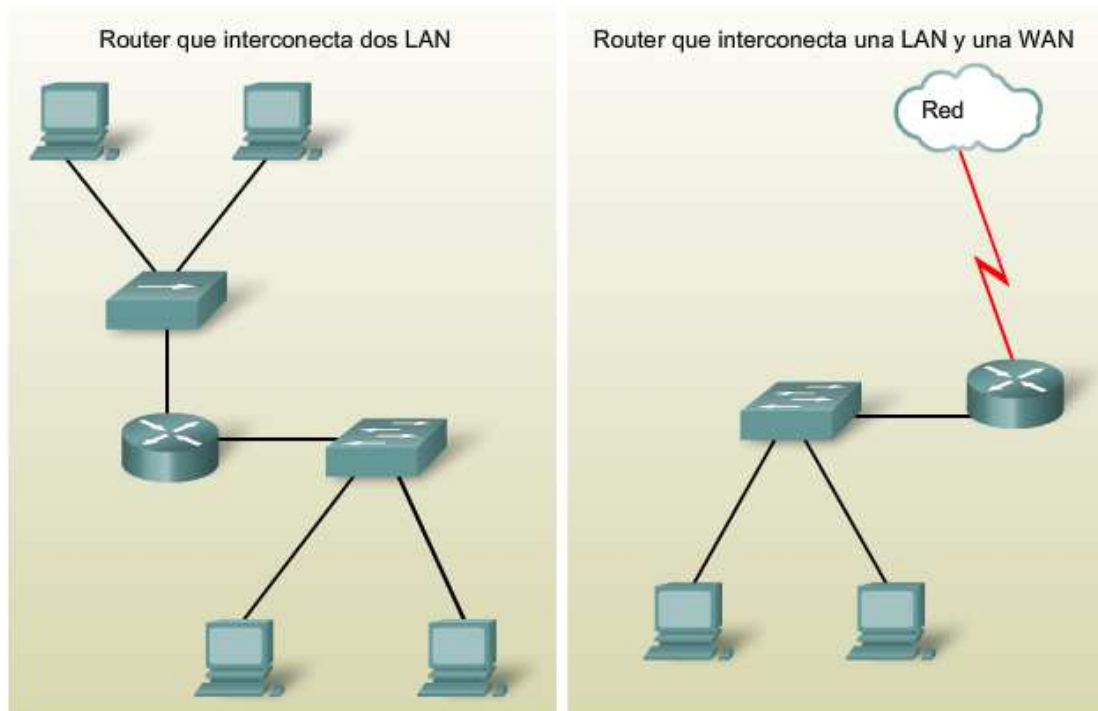 Router que interconecta dos LAN
Router que interconecta una LAN y una WAN
Red